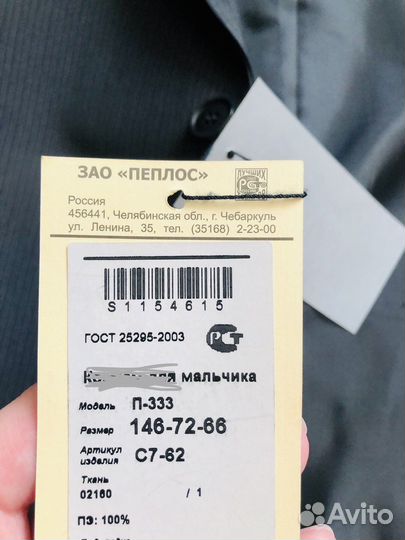 ЗАО «ПЕПЛОС»
Россия
456441, Челябинская обл., г. Чебаркуль
ул. Ленина, 35, тел. (35168) 2-23-00
S1154615
ГОСТ 25295-2003 РСТ
мальчика
Модель П-333
Размер 146-72-66
Артикул изделия С7-62
Ткань
02160 / 1
ПЭ: 100%
Avito